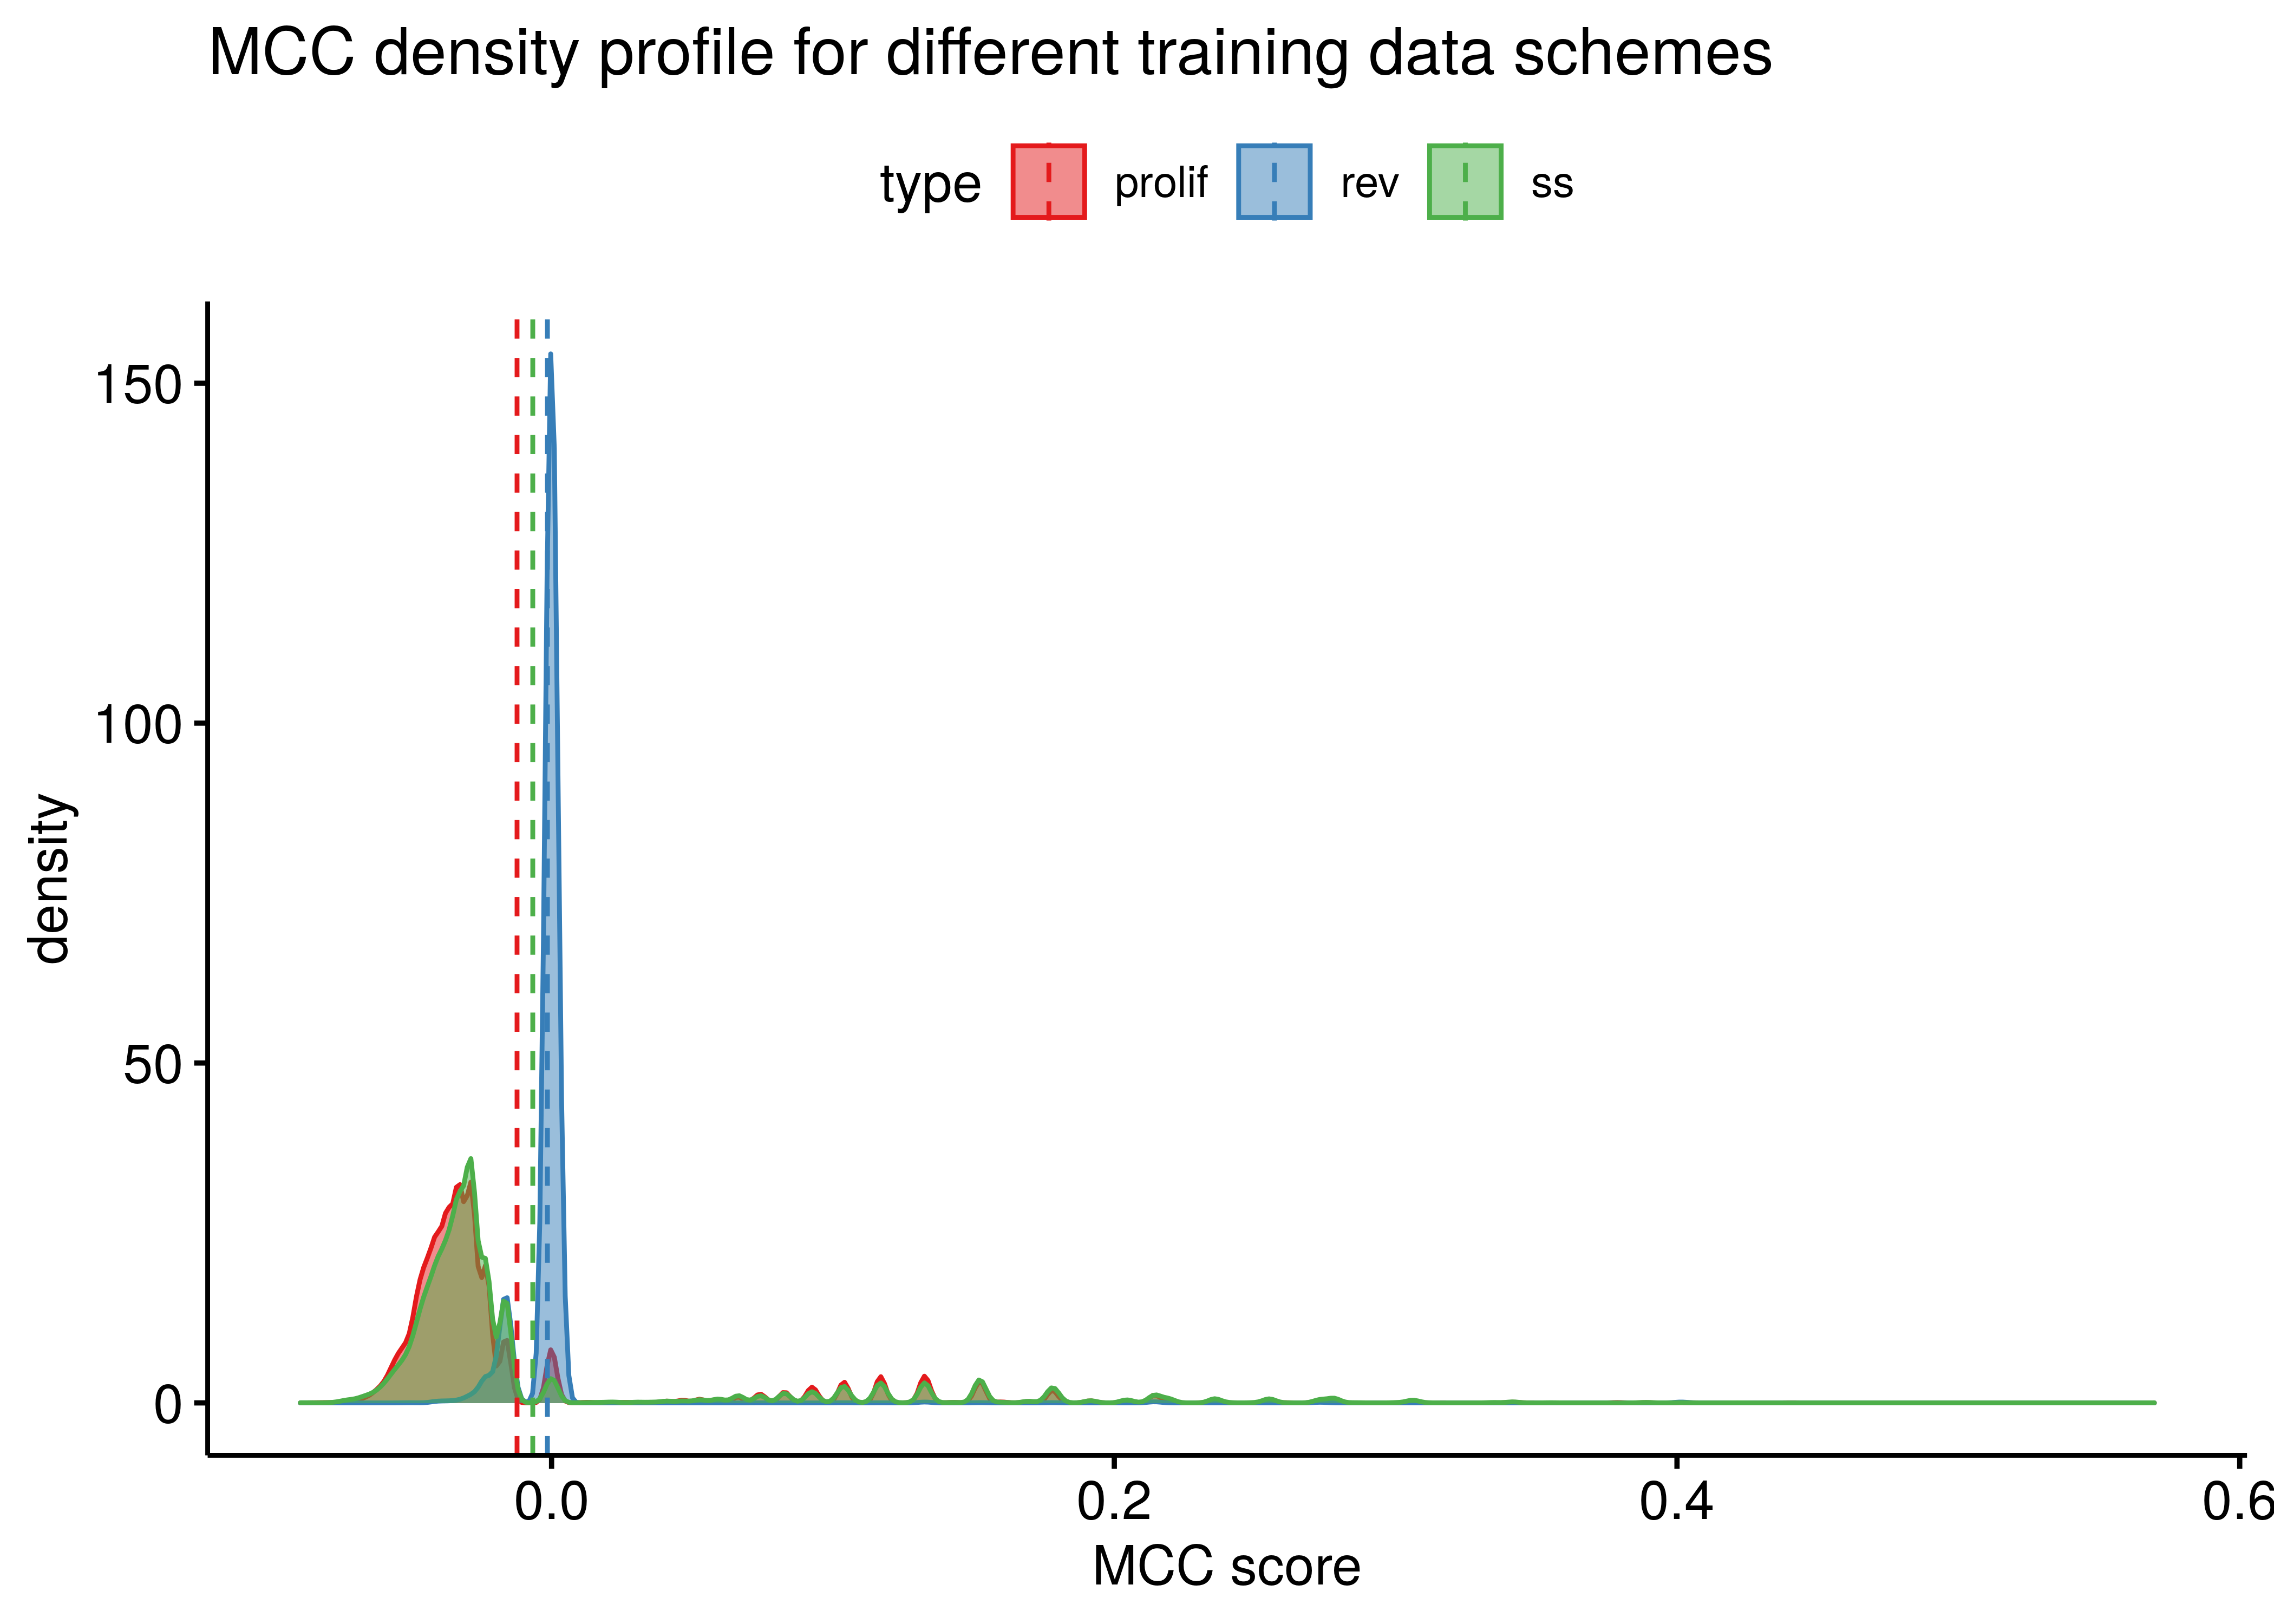 MCC density profile for different training data schemes
type prolif rev ss
150
100
50
0
density
0.0 0.2 0.4 0.6
MCC score